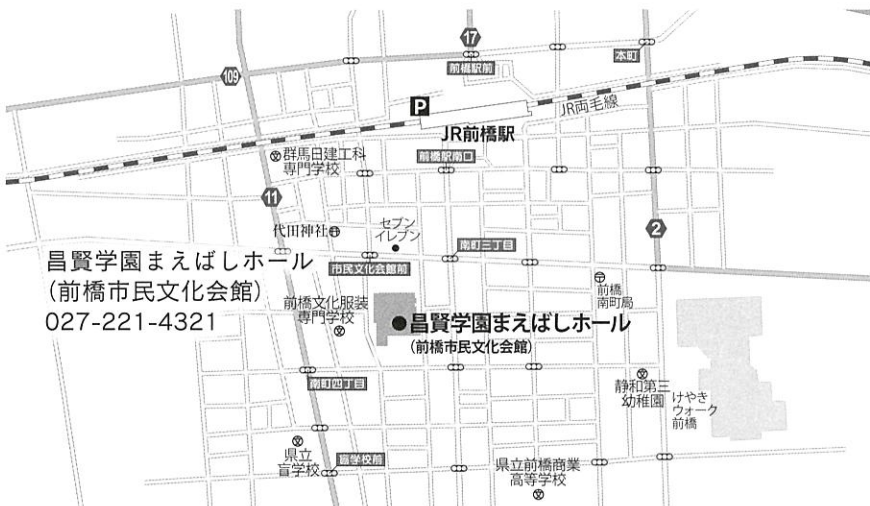 17
本町
109
前橋駅前
P
JR両毛線
JR前橋駅
群馬日建工科
専門学校
前橋駅南口
11
代田神社
セブン
イレブン
南町三丁目
2
昌賢学園まえばしホール
(前橋市民文化会館)
027-221-4321
市民文化会館前
前橋
南町局
前橋文化服装
専門学校
昌賢学園まえばしホール
(前橋市民文化会館)
南町四丁目
静和第三
幼稚園
けやき
ウォーク
前橋
県立
盲学校
盲学校前
県立前橋商業
高等学校